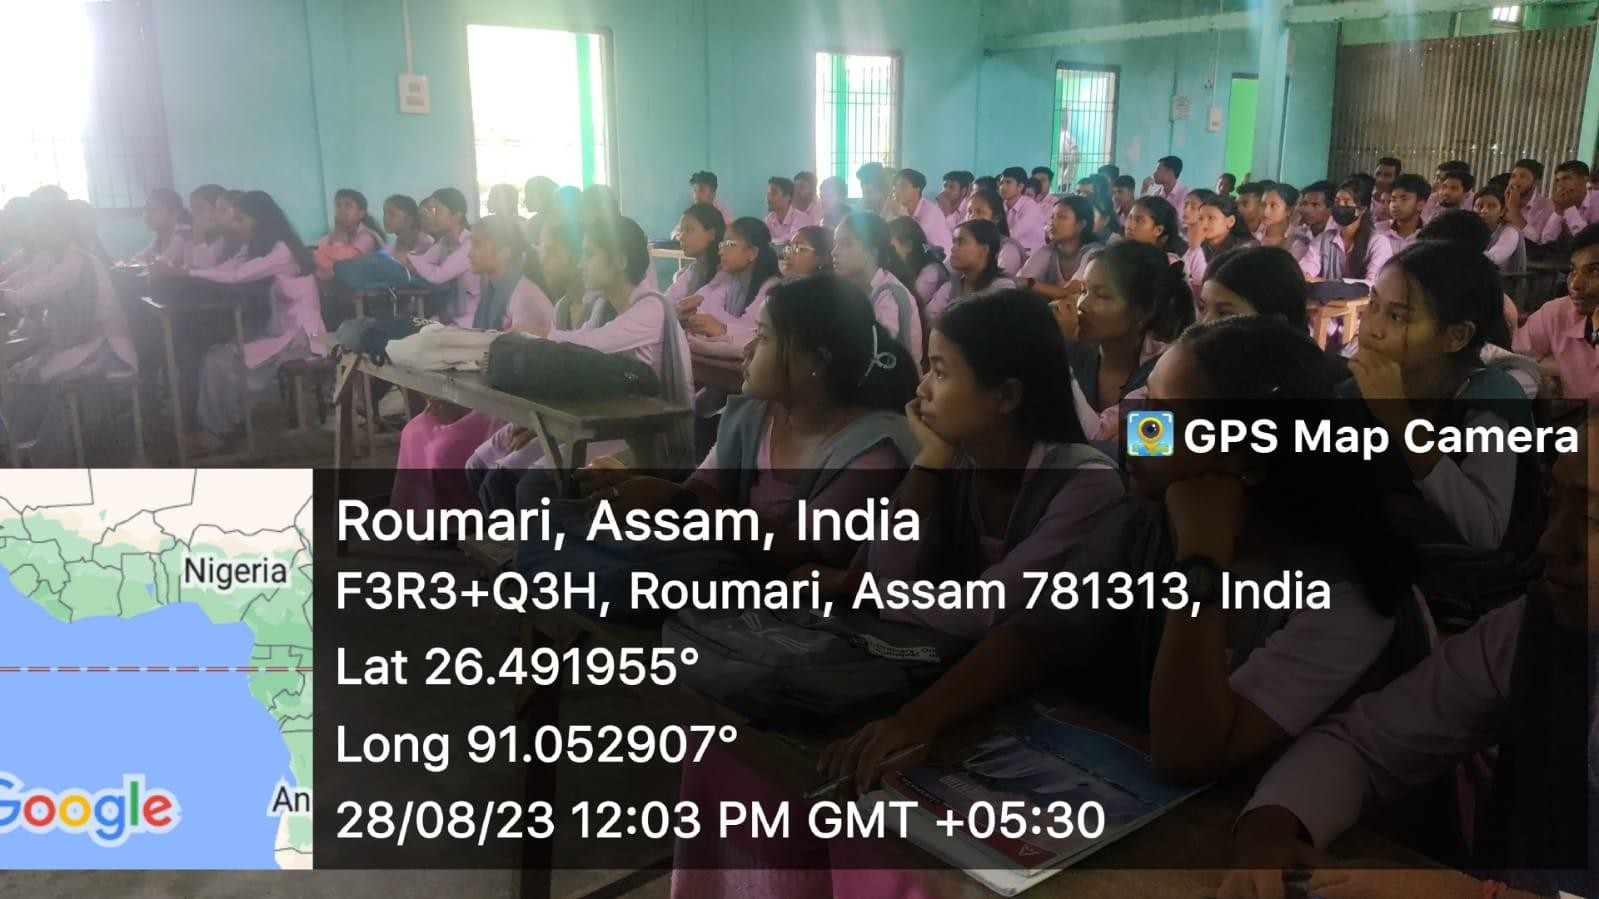 GPS Map Camera
Nigeria
An
Google
Roumari, Assam, India
F3R3+Q3H, Roumari, Assam 781313, India
Lat 26.491955°
Long 91.052907°
28/08/23 12:03 PM GMT +05:30